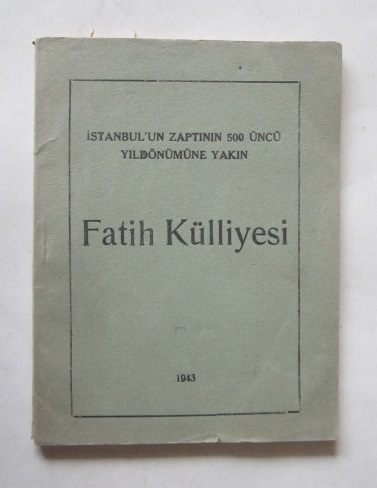 İSTANBUL'UN ZAPTININ 500 ÜNCÜ
YILDÖNÜMÜNE YAKIN
Fatih Külliyesi
1943